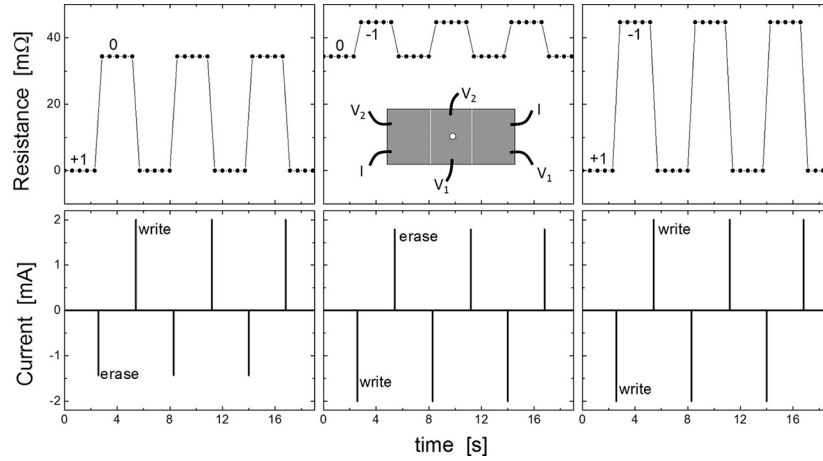 Resistance [mΩ]
40
20
0
0
+1
0
-1
V2
V2
I
I
V1
V1
-1
+1
Current [mA]
2
1
0
-1
-2
write
erase
erase
write
write
write
0 4 8 12 16
0 4 8 12 16
0 4 8 12 16
time [s]